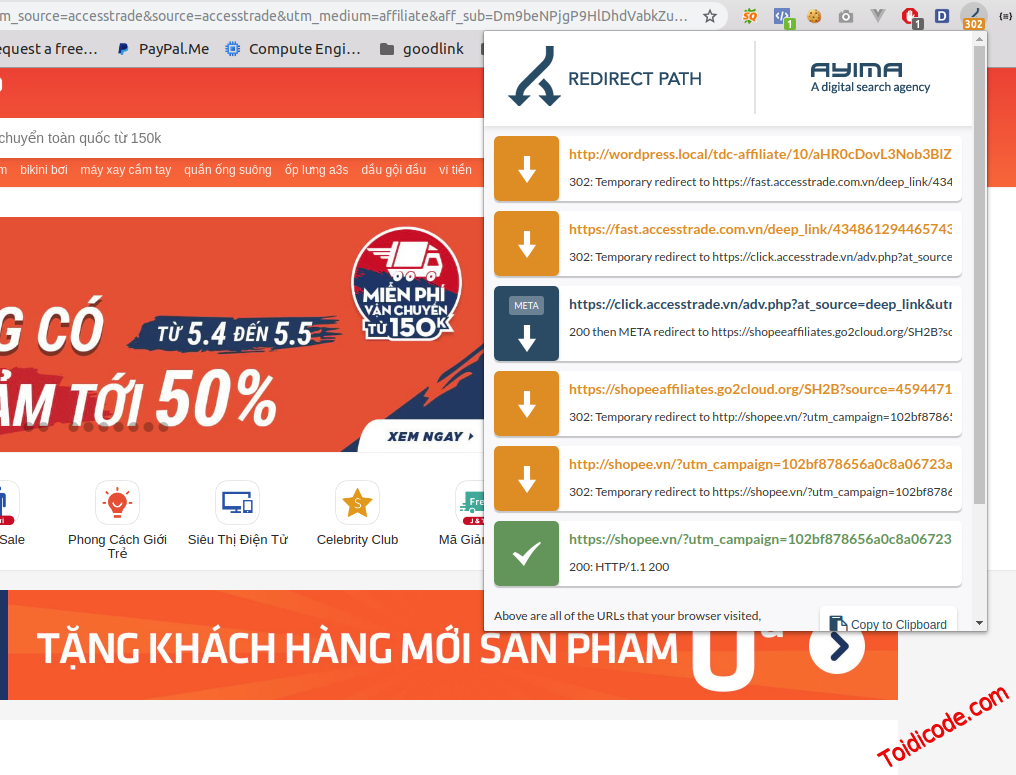 m_source=accesstrade&source=accesstrade&utm_medium=affiliate&aff_sub=Dm9beNPjgP9HlDhdVabkZu...
1
1
302
equest a free...
PayPal.Me
Compute Engi...
goodlink
REDIRECT PATH
AYIMA
A digital search agency
chuyển toàn quốc từ 150k
bikini bơi
máy xay cầm tay
quần ống suông
ốp lưng a3s
dầu gội đầu
ví tiền
http://wordpress.local/tdc-affiliate/10/aHR0cDovL3Nob3BlZ
302: Temporary redirect to https://fast.accesstrade.com.vn/deep_link/434
https://fast.accesstrade.com.vn/deep_link/434861294465743
302: Temporary redirect to https://click.accesstrade.vn/adv.php?at_source
META
https://click.accesstrade.vn/adv.php?at_source=deep_link&utm
200 then META redirect to https://shopeeaffiliates.go2cloud.org/SH2B?sc
https://shopeeaffiliates.go2cloud.org/SH2B?source=4594471
302: Temporary redirect to http://shopee.vn/?utm_campaign=102bf87865
http://shopee.vn/?utm_campaign=102bf878656a0c8a06723a
302: Temporary redirect to https://shopee.vn/?utm_campaign=102bf8786
https://shopee.vn/?utm_campaign=102bf878656a0c8a06723
200: HTTP/1.1 200
Above are all of the URLs that your browser visited,
Copy to Clipboard
MIỄN PHÍ
VẬN CHUYỂN
TỪ 150K
G CÓ
TỪ 5.4 ĐẾN 5.5
ẢM TỚI 50%
XEM NGAY
Sale
Phong Cách Giới
Trẻ
Siêu Thị Điện Tử
S
Celebrity Club
Fre
J & T
Mã Giản
TẶNG KHÁCH HÀNG MỚI SẢN PHẨM
0đ
Toidicode.com